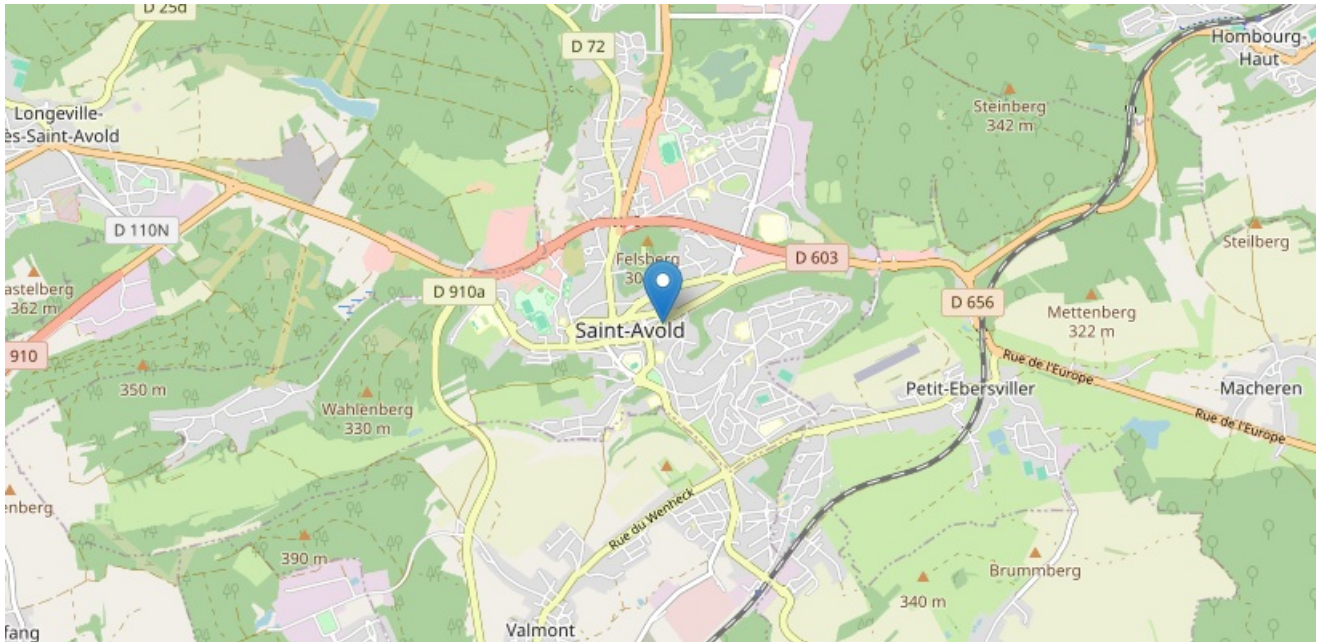 D 25d
D 72
Hombourg-
Haut
Steinberg
342 m
Longeville-
ès-Saint-Avold
D 110N
Steilberg
Felsberg
D 603
astelberg
362 m
D 910a
D 656
Mettenberg
322 m
Saint-Avold
910
Rue de l'Europe
350 m
Petit-Ebersviller
Macheren
Wahlenberg
330 m
Rue de l'Europe
enberg
Rue du Wenheck
390 m
Brummberg
340 m
fang
Valmont